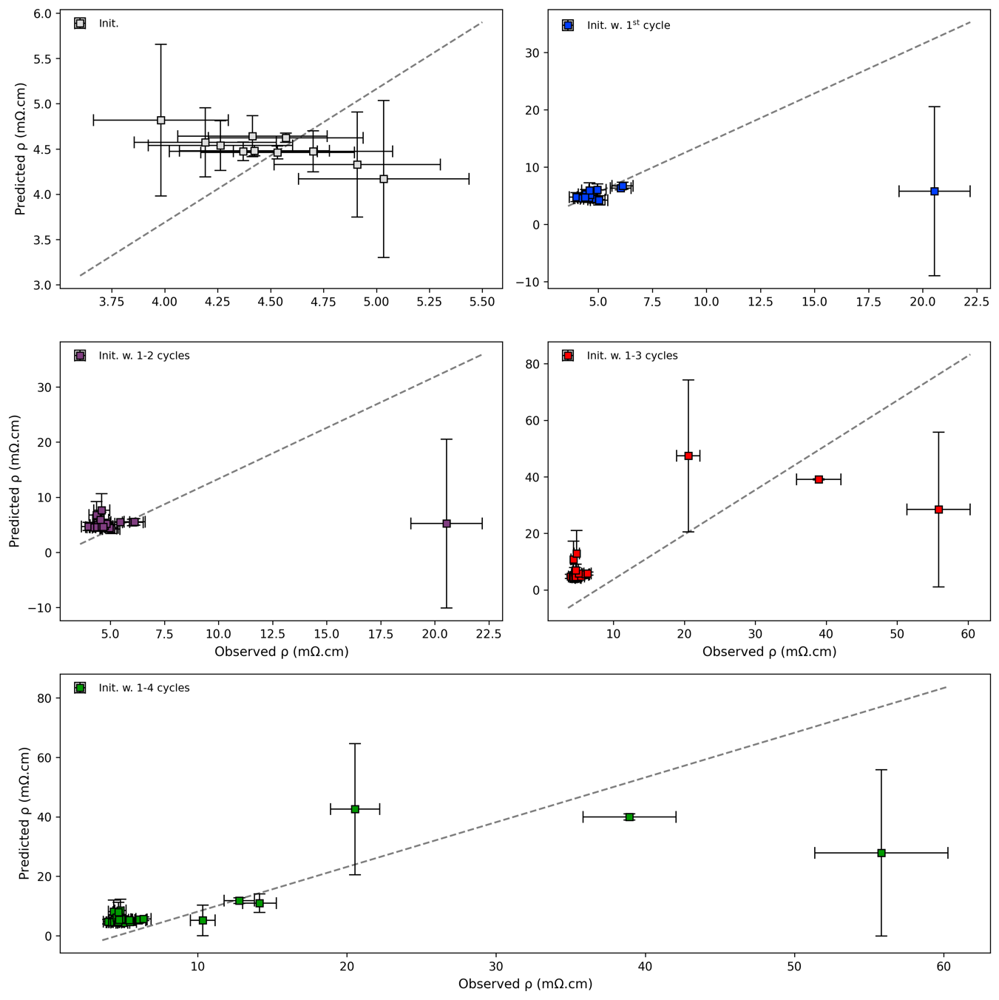 Init.
6.0
5.5
5.0
4.5
4.0
3.5
3.0
Predicted ρ (mΩ.cm)
3.75 4.00 4.25 4.50 4.75 5.00 5.25 5.50
Init. w. 1st cycle
30
20
10
0
−10
5.0 7.5 10.0 12.5 15.0 17.5 20.0 22.5
Init. w. 1-2 cycles
30
20
10
0
−10
Predicted ρ (mΩ.cm)
5.0 7.5 10.0 12.5 15.0 17.5 20.0 22.5
Observed ρ (mΩ.cm)
Init. w. 1-3 cycles
80
60
40
20
0
10 20 30 40 50 60
Observed ρ (mΩ.cm)
Init. w. 1-4 cycles
80
60
40
20
0
Predicted ρ (mΩ.cm)
10 20 30 40 50 60
Observed ρ (mΩ.cm)